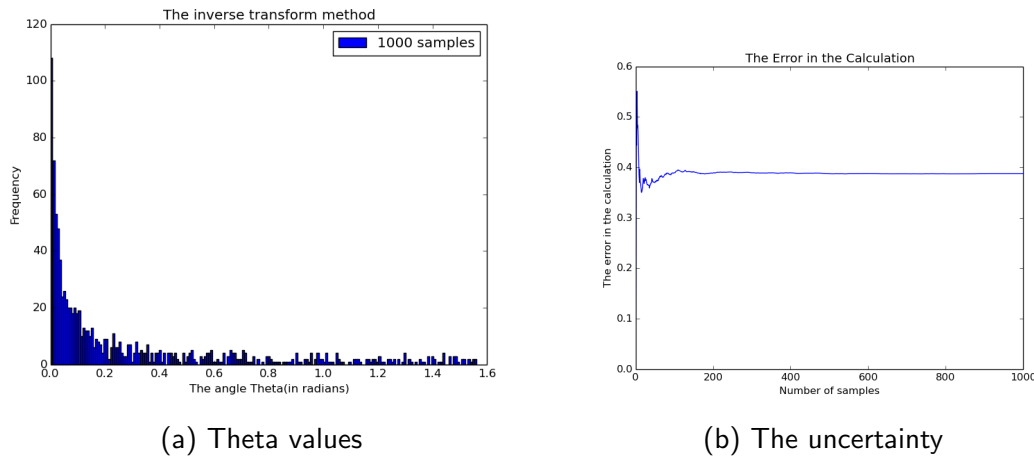 The inverse transform method
120
100
80
60
40
20
0
Frequency
1000 samples
0.0 0.2 0.4 0.6 0.8 1.0 1.2 1.4 1.6
The angle Theta(in radians)
(a) Theta values
The Error in the Calculation
0.6
0.5
0.4
0.3
0.2
0.1
0.0
The error in the calculation
0 200 400 600 800 1000
Number of samples
(b) The uncertainty